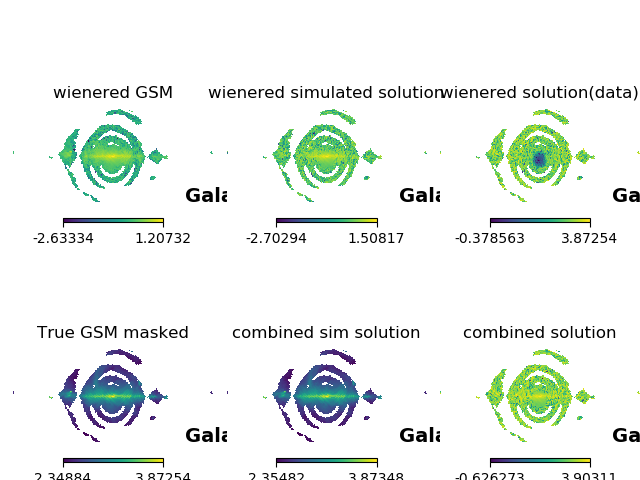 wienered GSM
wienered simulated solution
wienered solution(data)
Gala
Gala
Ga
-2.63334 1.20732
-2.70294 1.50817
-0.378563 3.87254
True GSM masked
combined sim solution
combined solution
Gala
Gala
Ga
2.34884 3.87254
2.35482 3.87348
-0.626273 3.90311